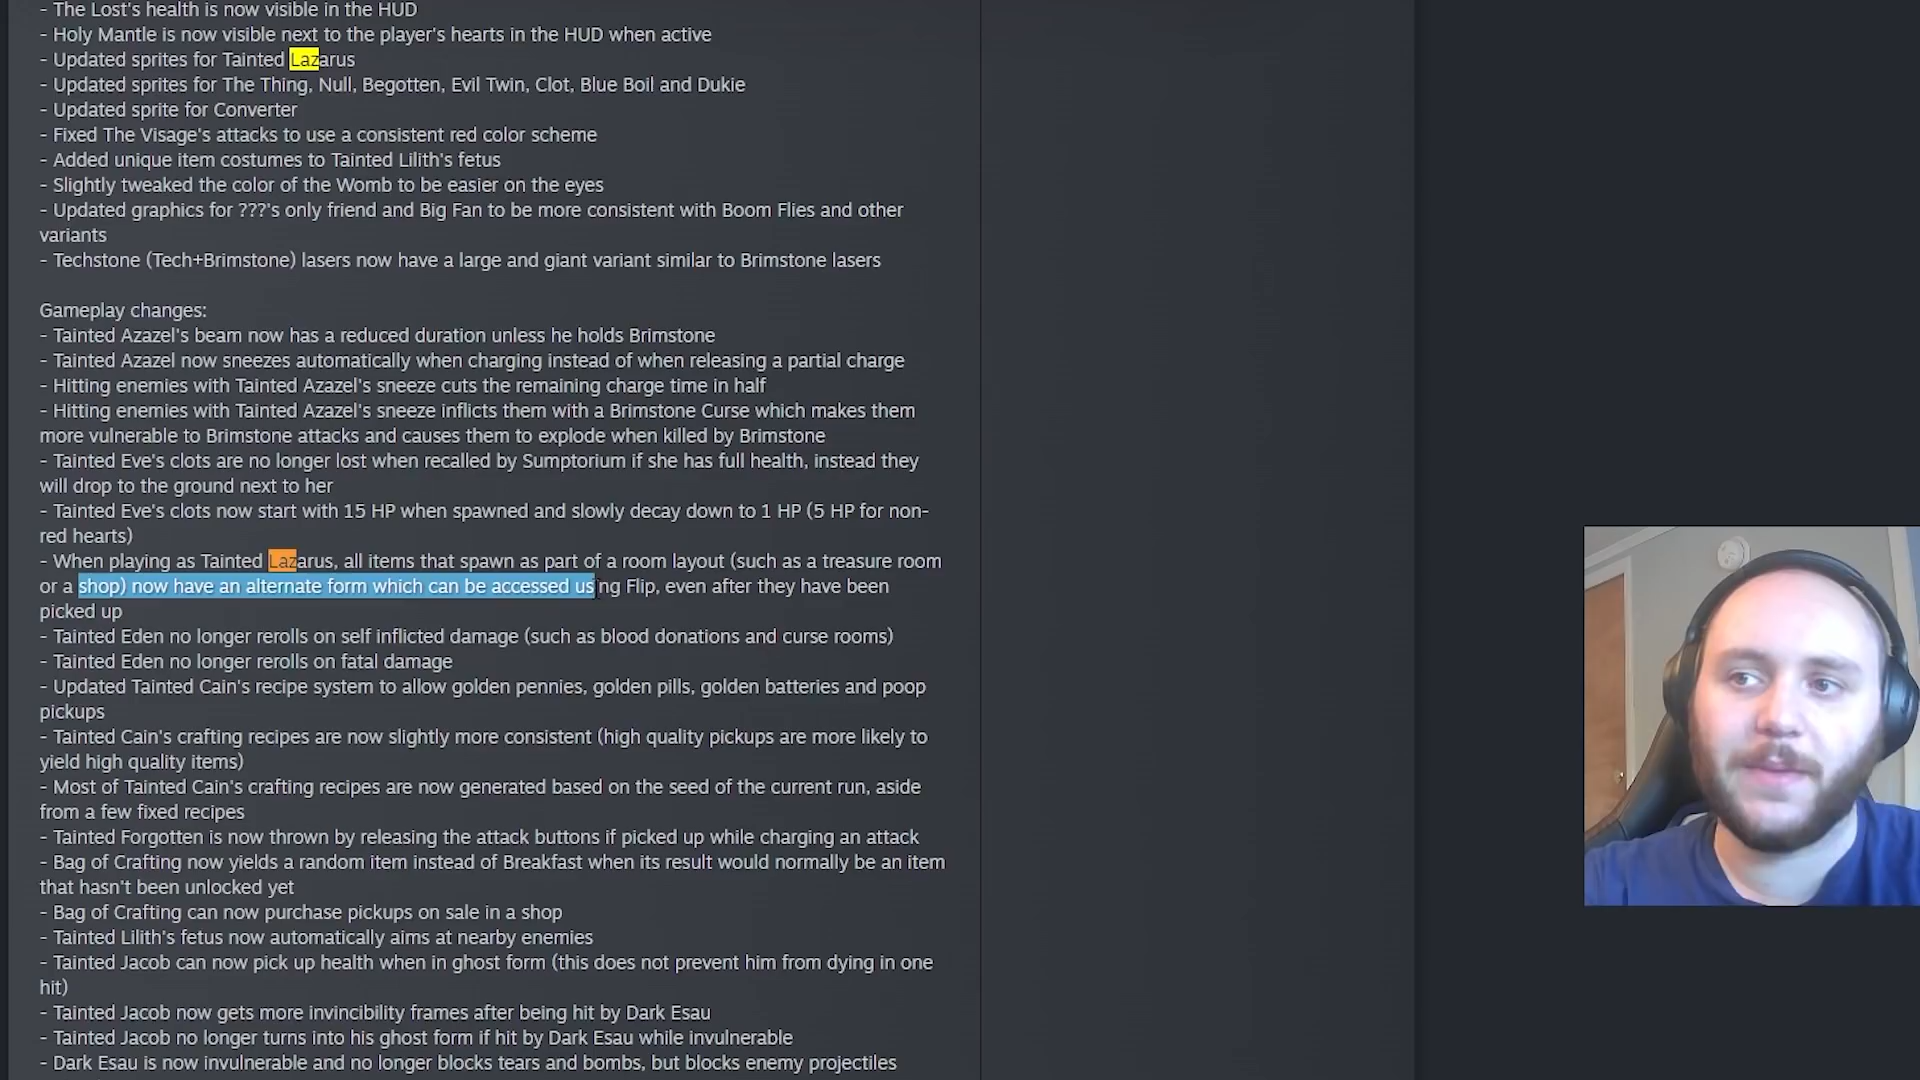 - The Lost's health is now visible in the HUD
- Holy Mantle is now visible next to the player's hearts in the HUD when active
- Updated sprites for Tainted Lazarus
- Updated sprites for The Thing, Null, Begotten, Evil Twin, Clot, Blue Boil and Dukie
- Updated sprite for Converter
- Fixed The Visage's attacks to use a consistent red color scheme
- Added unique item costumes to Tainted Lilith's fetus
- Slightly tweaked the color of the Womb to be easier on the eyes
- Updated graphics for ???'s only friend and Big Fan to be more consistent with Boom Flies and other
variants
- Techstone (Tech+Brimstone) lasers now have a large and giant variant similar to Brimstone lasers
Gameplay changes:
- Tainted Azazel's beam now has a reduced duration unless he holds Brimstone
- Tainted Azazel now sneezes automatically when charging instead of when releasing a partial charge
- Hitting enemies with Tainted Azazel's sneeze cuts the remaining charge time in half
- Hitting enemies with Tainted Azazel's sneeze inflicts them with a Brimstone Curse which makes them
more vulnerable to Brimstone attacks and causes them to explode when killed by Brimstone
- Tainted Eve's clots are no longer lost when recalled by Sumptorium if she has full health, instead they
will drop to the ground next to her
- Tainted Eve's clots now start with 15 HP when spawned and slowly decay down to 1 HP (5 HP for non-
red hearts)
- When playing as Tainted Lazarus, all items that spawn as part of a room layout (such as a treasure room
or a shop) now have an alternate form which can be accessed using Flip, even after they have been
picked up
- Tainted Eden no longer rerolls on self inflicted damage (such as blood donations and curse rooms)
- Tainted Eden no longer rerolls on fatal damage
- Updated Tainted Cain's recipe system to allow golden pennies, golden pills, golden batteries and poop
pickups
- Tainted Cain's crafting recipes are now slightly more consistent (high quality pickups are more likely to
yield high quality items)
- Most of Tainted Cain's crafting recipes are now generated based on the seed of the current run, aside
from a few fixed recipes
- Tainted Forgotten is now thrown by releasing the attack buttons if picked up while charging an attack
- Bag of Crafting now yields a random item instead of Breakfast when its result would normally be an item
that hasn't been unlocked yet
- Bag of Crafting can now purchase pickups on sale in a shop
- Tainted Lilith's fetus now automatically aims at nearby enemies
- Tainted Jacob can now pick up health when in ghost form (this does not prevent him from dying in one
hit)
- Tainted Jacob now gets more invincibility frames after being hit by Dark Esau
- Tainted Jacob no longer turns into his ghost form if hit by Dark Esau while invulnerable
- Dark Esau is now invulnerable and no longer blocks tears and bombs, but blocks enemy projectiles